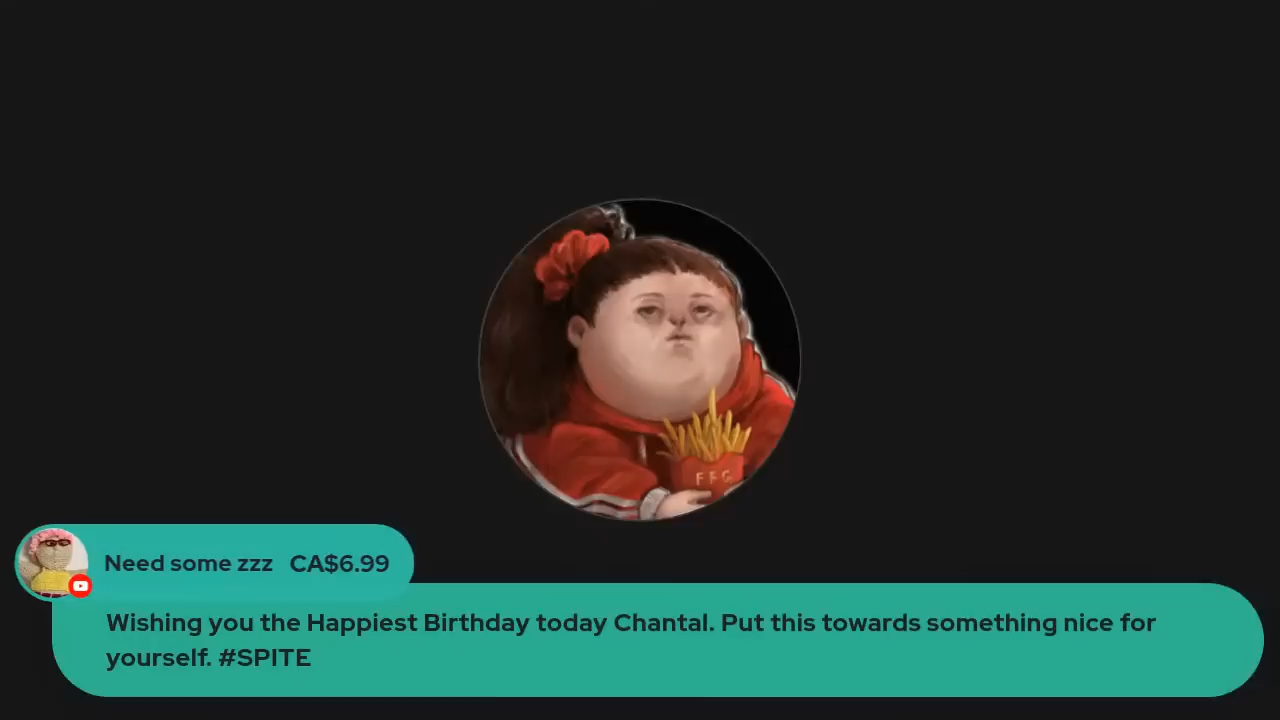 FFG
Need some zzz CA$6.99
Wishing you the Happiest Birthday today Chantal. Put this towards something nice for
yourself. #SPITE